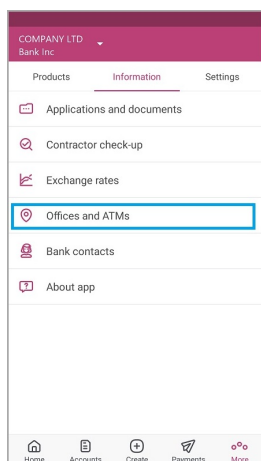 COMPANY LTD
Bank Inc
Products Information Settings
Applications and documents
Contractor check-up
Exchange rates
Offices and ATMs
Bank contacts
About app
Home Accounts Create Payments More